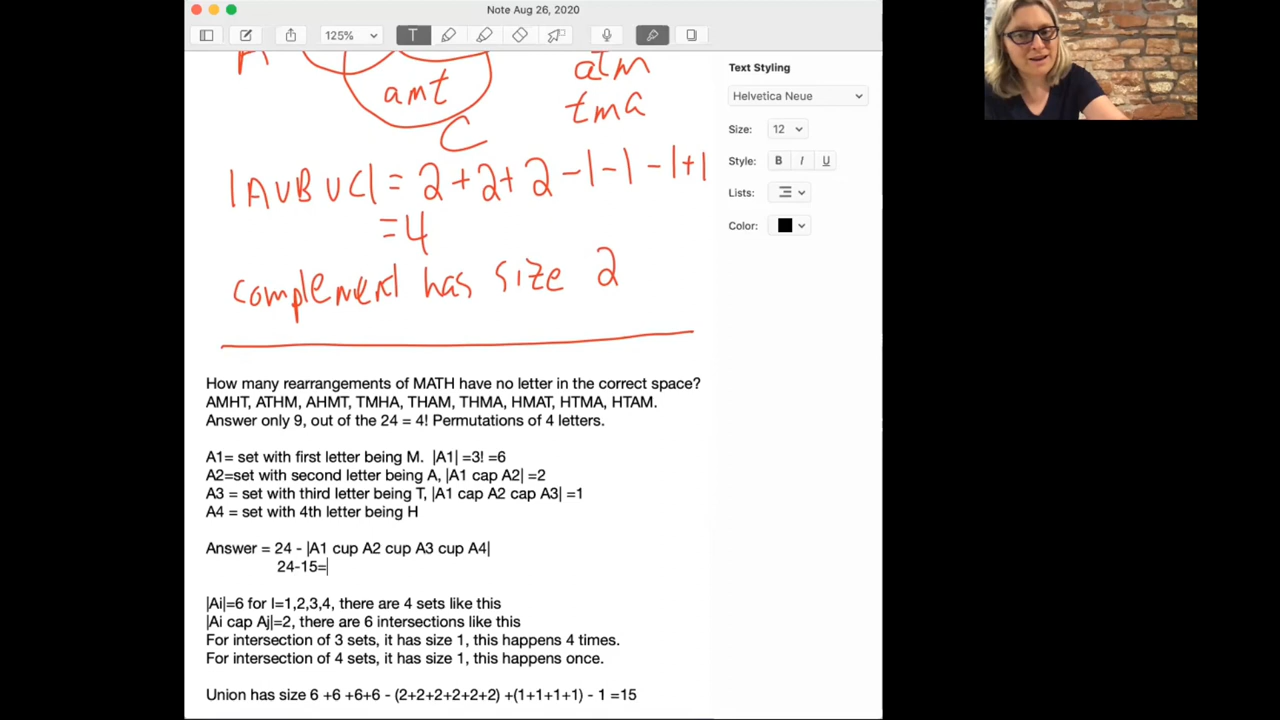 Note Aug 26, 2020
125%
T
Text Styling
Helvetica Neue
Size: 12
Style: B I U
Lists:
Color:
A
amt
C
atm
tma
|A∪B∪C| = 2+2+2-1-1-1+1
=4
complement has size 2
How many rearrangements of MATH have no letter in the correct space?
AMHT, ATHM, AHMT, TMHA, THAM, THMA, HMAT, HTMA, HTAM.
Answer only 9, out of the 24 = 4! Permutations of 4 letters.
A1= set with first letter being M. |A1| =3! =6
A2=set with second letter being A, |A1 cap A2| =2
A3 = set with third letter being T, |A1 cap A2 cap A3| =1
A4 = set with 4th letter being H
Answer = 24 - |A1 cup A2 cup A3 cup A4|
24-15=
|Ai|=6 for I=1,2,3,4, there are 4 sets like this
|Ai cap Aj|=2, there are 6 intersections like this
For intersection of 3 sets, it has size 1, this happens 4 times.
For intersection of 4 sets, it has size 1, this happens once.
Union has size 6 +6 +6+6 - (2+2+2+2+2+2) +(1+1+1+1) - 1 =15